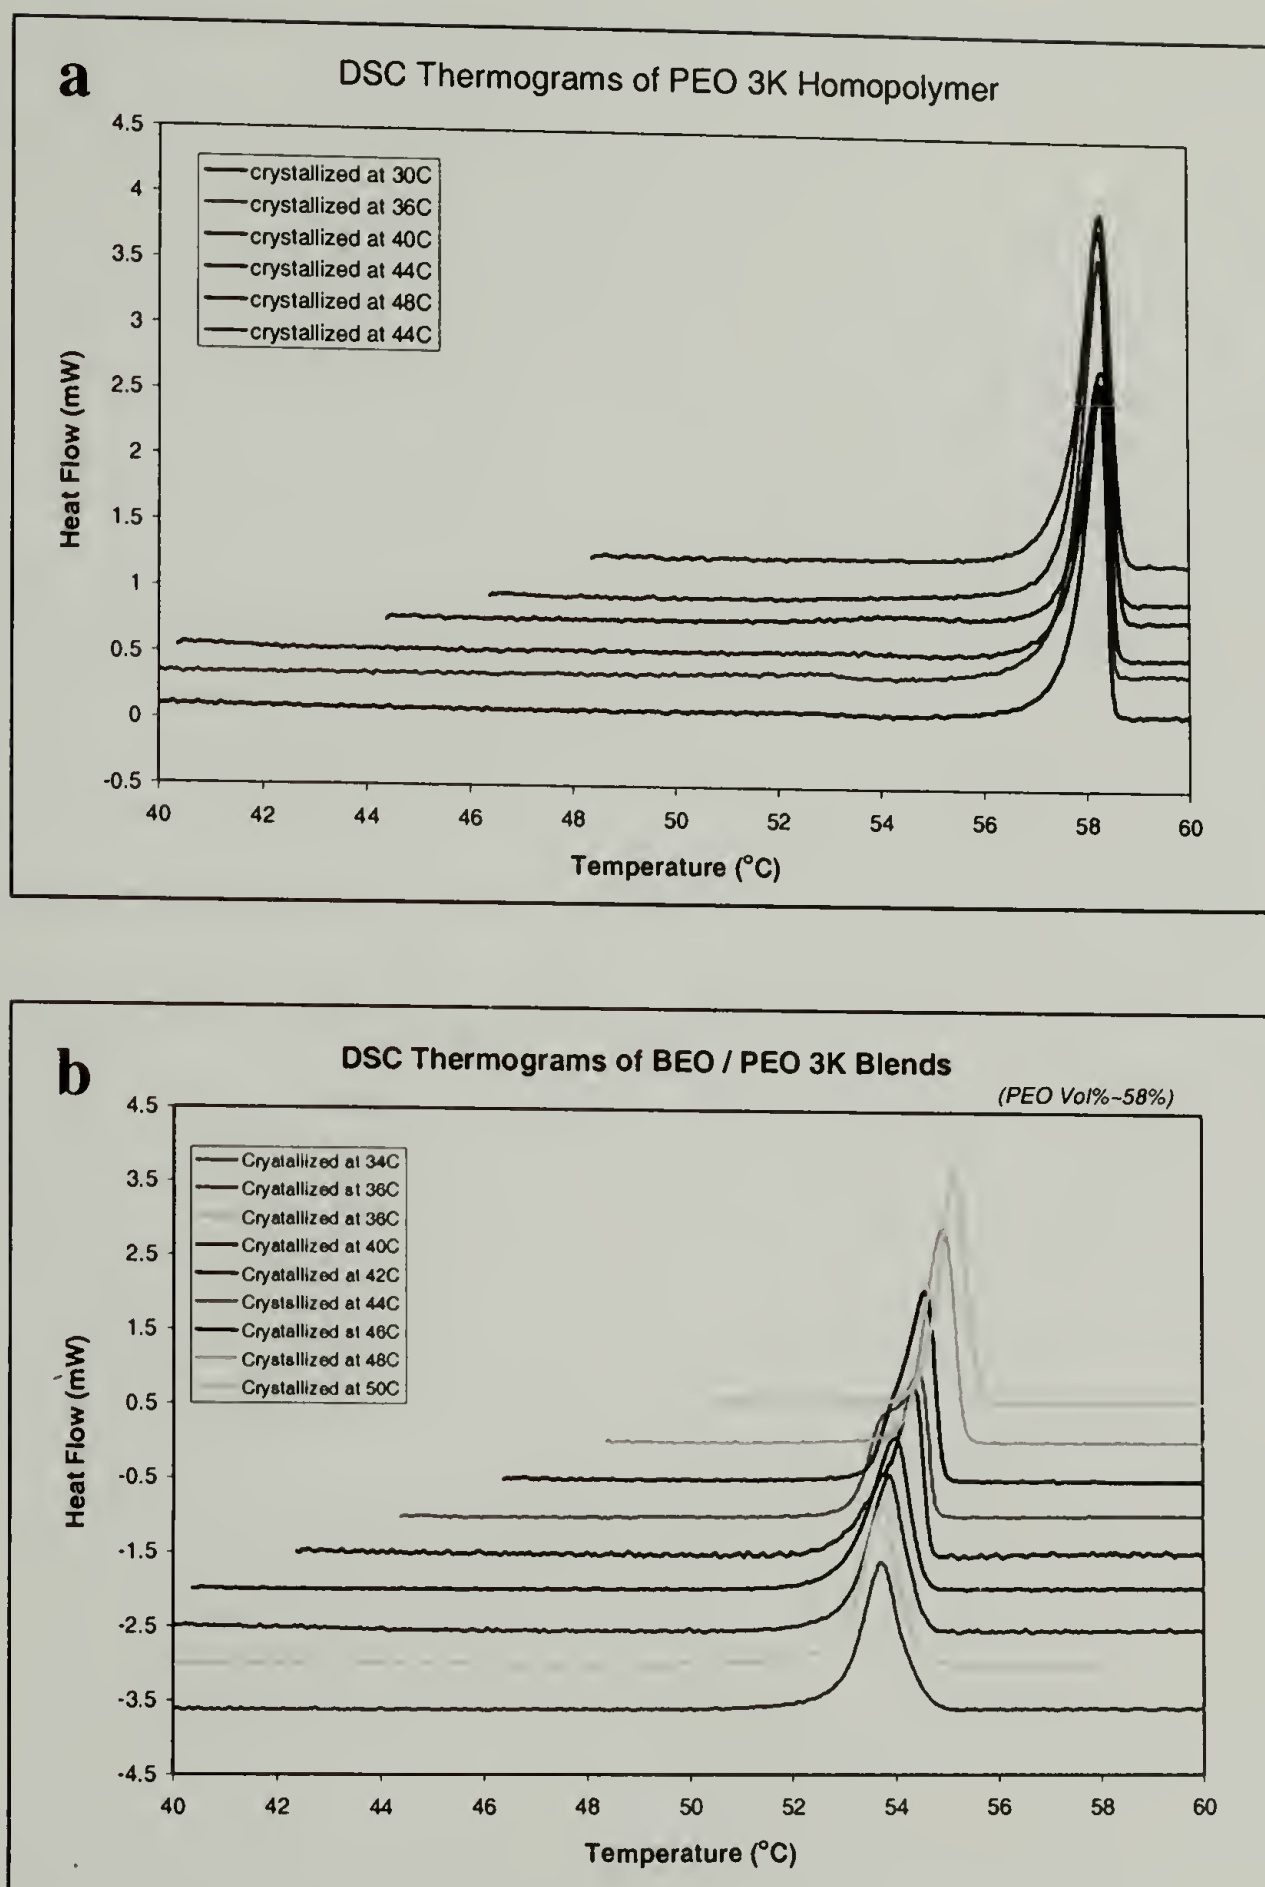 a
DSC Thermograms of PEO 3K Homopolymer
4.5
4
3.5
3
2.5
2
1.5
1
0.5
0
-0.5
crystallized at 30C
crystallized at 36C
crystallized at 40C
crystallized at 44C
crystallized at 48C
crystallized at 44C
Heat Flow (mW)
40 42 44 46 48 50 52 54 56 58 60
Temperature (°C)
b
DSC Thermograms of BEO / PEO 3K Blends
(PEO Vol%~58%)
4.5
3.5
2.5
1.5
0.5
-0.5
-1.5
-2.5
-3.5
-4.5
Cryatallized at 34C
Cryatallized st 36C
Cryatallized at 36C
Cryatallized at 40C
Cryatallized at 42C
Crystsllized at 44C
Cryatallized st 46C
Crystsllized at 48C
Crystallized at 50C
Heat Flow (mW)
40 42 44 46 48 50 52 54 56 58 60
Temperature (°C)